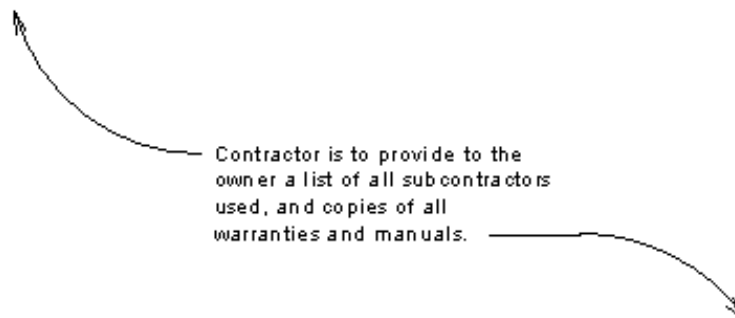 Contractor is to provide to the
owner a list of all subcontractors
used, and copies of all
warranties and manuals.